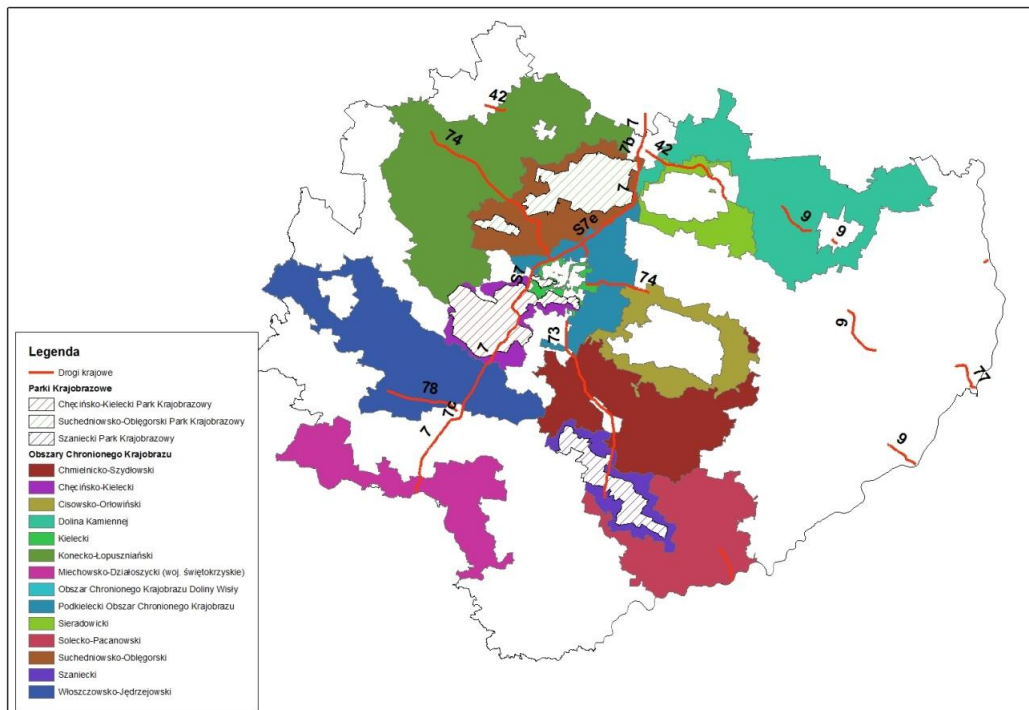 42
7
74
7b
42
7
S7e
9
9
S7
74
9
73
7
77
78
7c
7
9
Legenda
Drogi krajowe
Parki Krajobrazowe
Chęcińsko-Kielecki Park Krajobrazowy
Suchedniowsko-Oblęgorski Park Krajobrazowy
Szaniecki Park Krajobrazowy
Obszary Chronionego Krajobrazu
Chmielnicko-Szydłowski
Chęcińsko-Kielecki
Cisowsko-Orłowiński
Dolina Kamiennej
Kielecki
Konecko-Łopuszniański
Miechowsko-Działoszycki (woj. świętokrzyskie)
Obszar Chronionego Krajobrazu Doliny Wisły
Podkielecki Obszar Chronionego Krajobrazu
Sieradowicki
Solecko-Pacanowski
Suchedniowsko-Oblęgorski
Szaniecki
Włoszczowsko-Jędrzejowski